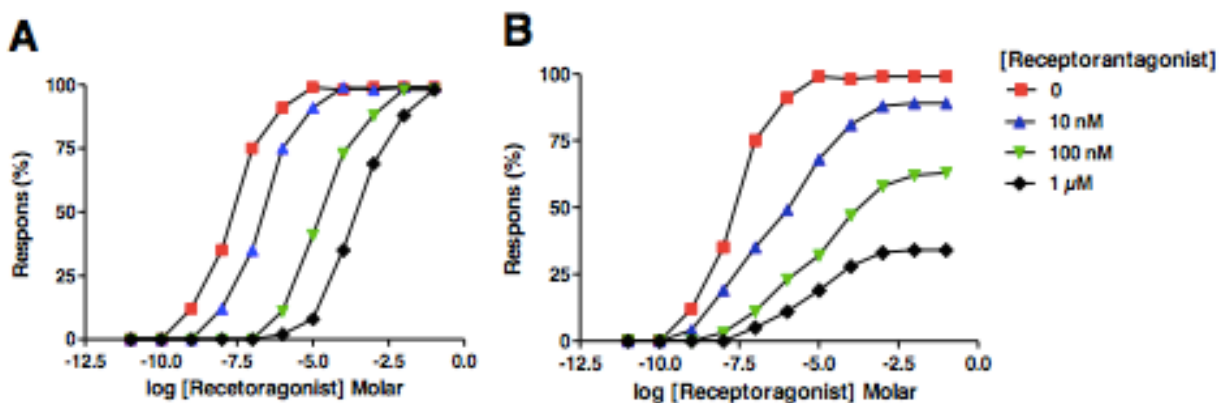 A
Respons (%)
100
75
50
25
0
-12.5 -10.0 -7.5 -5.0 -2.5 0.0
log [Recetoragonist] Molar
B
Respons (%)
100
75
50
25
0
-12.5 -10.0 -7.5 -5.0 -2.5 0.0
log [Receptoragonist] Molar
[Receptorantagonist]
0
10 nM
100 nM
1 µM